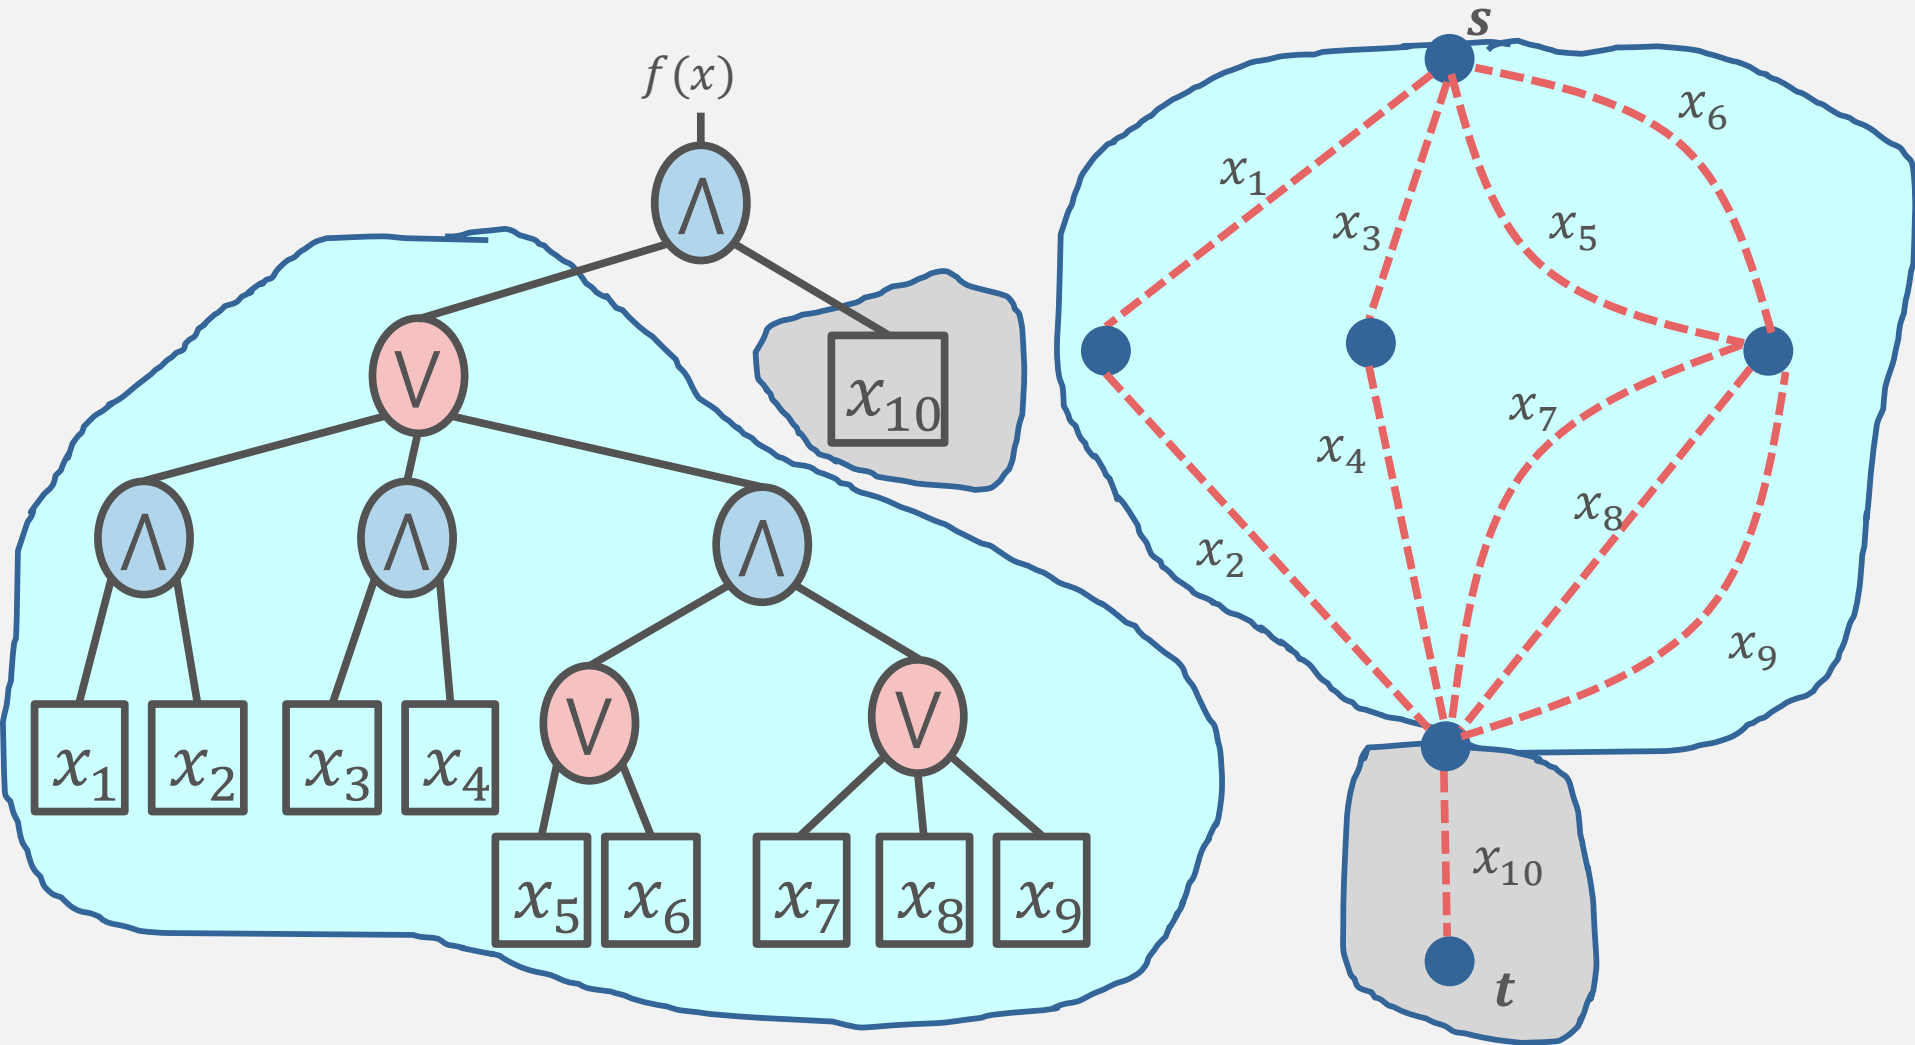 f(x)
⋀
⋁
x₁₀
⋀
⋀
⋀
⋁
⋁
x₁
x₂
x₃
x₄
x₅
x₆
x₇
x₈
x₉
s
x₆
x₁
x₃
x₅
x₇
x₄
x₈
x₂
x₉
x₁₀
t